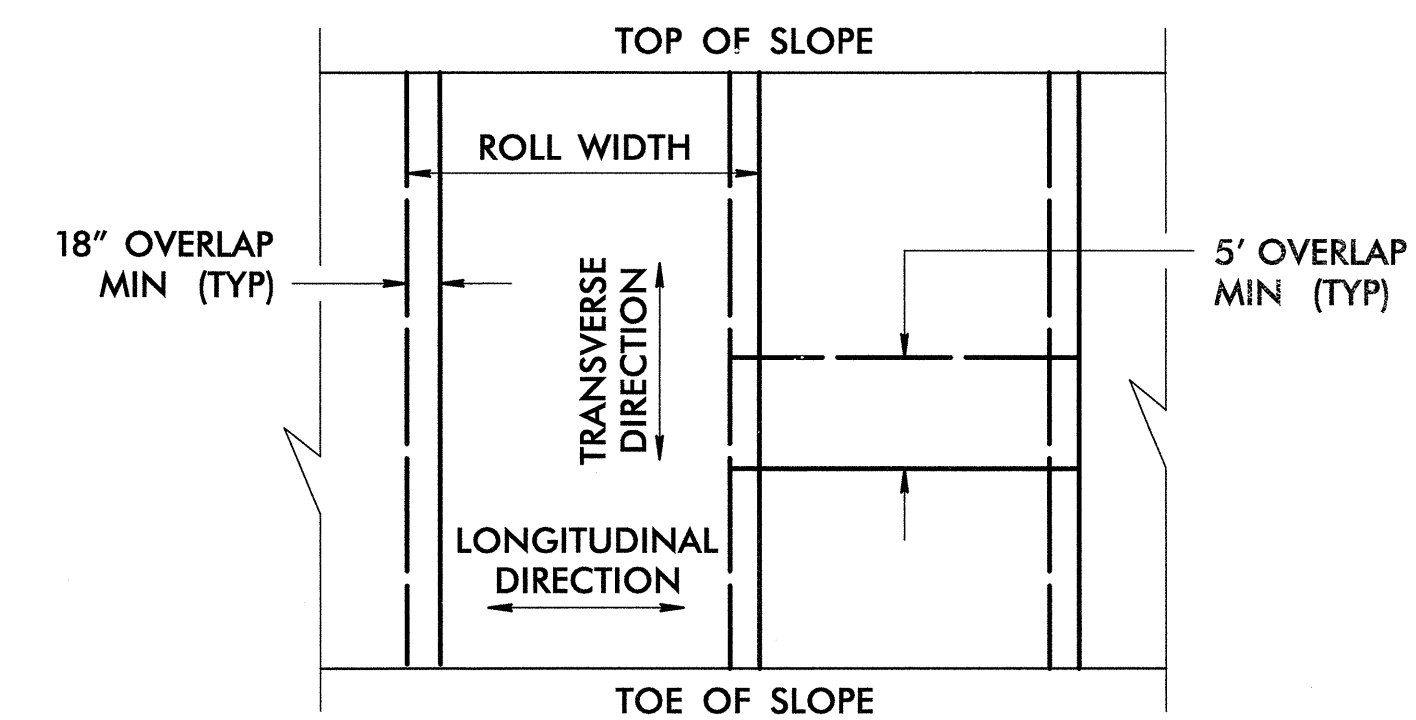 TOP OF SLOPE
ROLL WIDTH
18" OVERLAP
MIN (TYP)
5' OVERLAP
MIN (TYP)
TRANSVERSE
DIRECTION
LONGITUDINAL
DIRECTION
TOE OF SLOPE